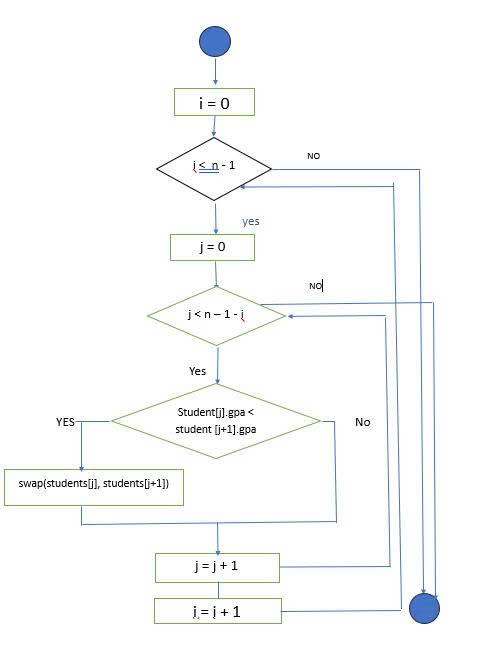 i = 0
i < n - 1
NO
yes
j = 0
NO
j < n – 1 - i
Yes
Student[j].gpa <
student [j+1].gpa
YES
No
swap(students[j], students[j+1])
j = j + 1
i = i + 1